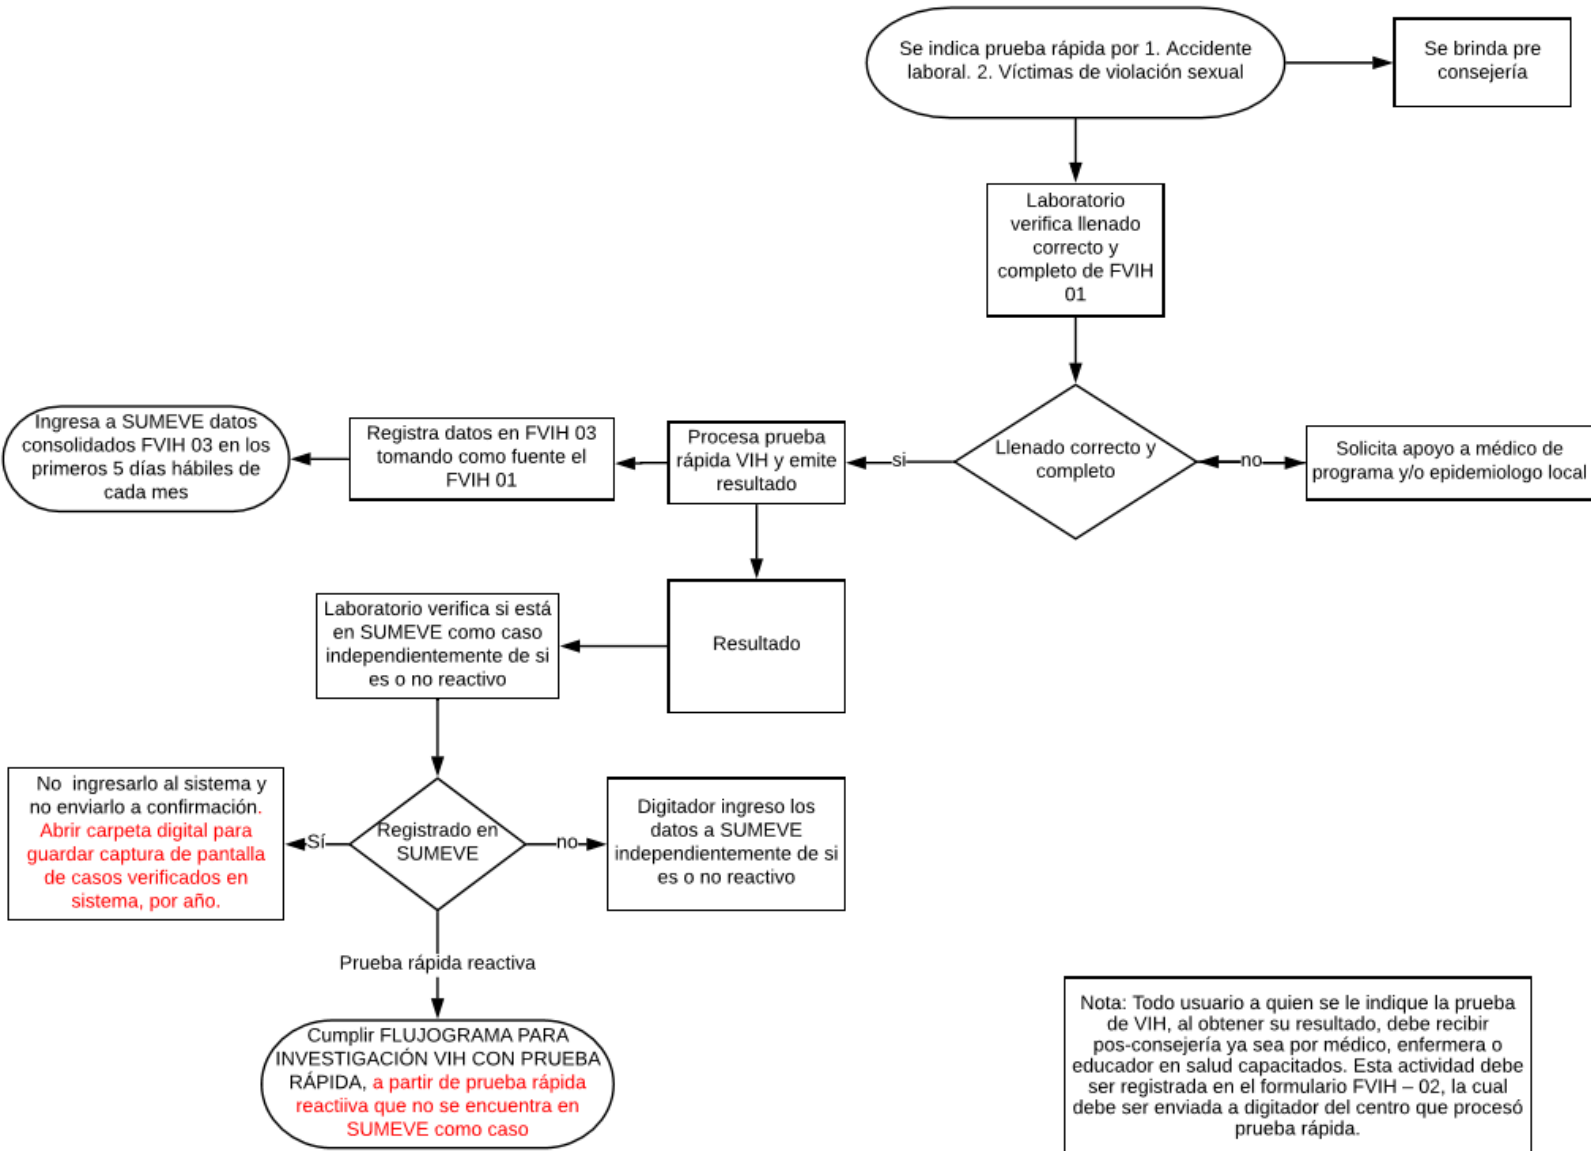 Se indica prueba rápida por 1. Accidente
laboral. 2. Víctimas de violación sexual
Se brinda pre
consejería
Laboratorio
verifica llenado
correcto y
completo de FVIH
01
Llenado correcto y
completo
no
Solicita apoyo a médico de
programa y/o epidemiologo local
si
Procesa prueba
rápida VIH y emite
resultado
Registra datos en FVIH 03
tomando como fuente el
FVIH 01
Ingresa a SUMEVE datos
consolidados FVIH 03 en los
primeros 5 días hábiles de
cada mes
Resultado
Laboratorio verifica si está
en SUMEVE como caso
independientemente de si
es o no reactivo
Registrado en
SUMEVE
Sí
No ingresarlo al sistema y
no enviarlo a confirmación.
Abrir carpeta digital para
guardar captura de pantalla
de casos verificados en
sistema, por año.
no
Digitador ingreso los
datos a SUMEVE
independientemente de si
es o no reactivo
Prueba rápida reactiva
Cumplir FLUJOGRAMA PARA
INVESTIGACIÓN VIH CON PRUEBA
RÁPIDA, a partir de prueba rápida
reactiiva que no se encuentra en
SUMEVE como caso
Nota: Todo usuario a quien se le indique la prueba
de VIH, al obtener su resultado, debe recibir
pos-consejería ya sea por médico, enfermera o
educador en salud capacitados. Esta actividad debe
ser registrada en el formulario FVIH – 02, la cual
debe ser enviada a digitador del centro que procesó
prueba rápida.